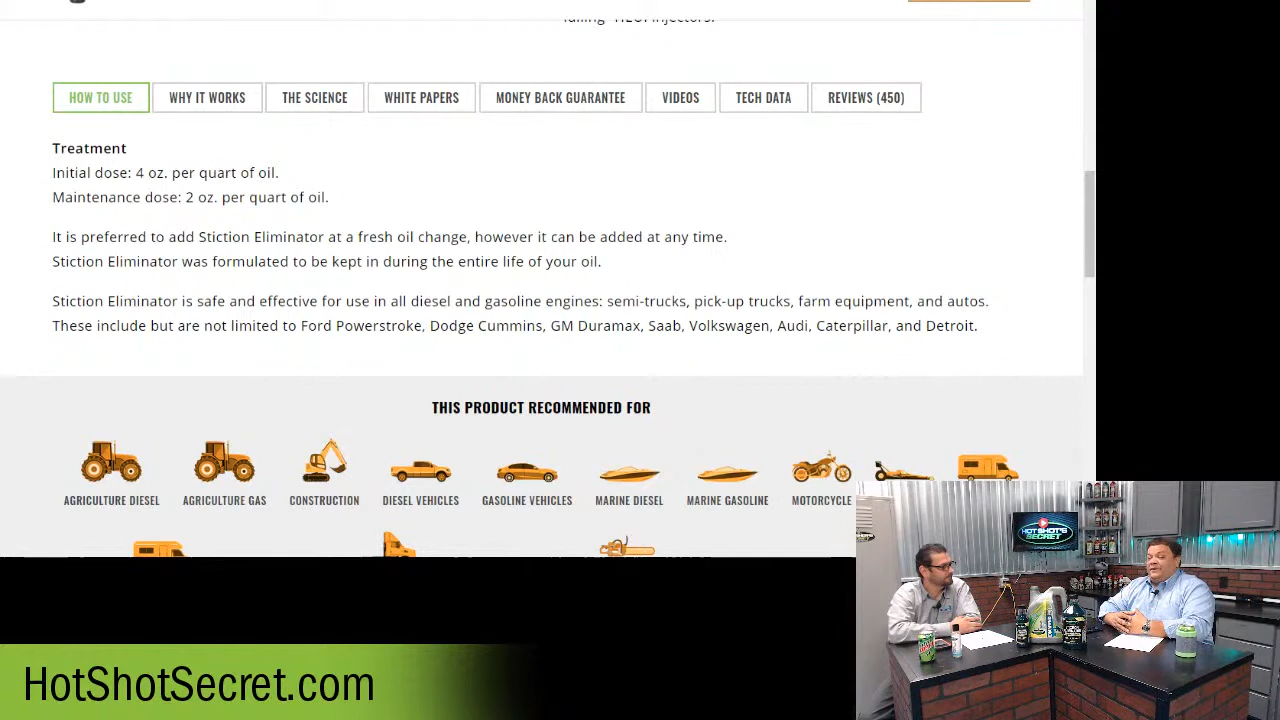 HOW TO USE
WHY IT WORKS
THE SCIENCE
WHITE PAPERS
MONEY BACK GUARANTEE
VIDEOS
TECH DATA
REVIEWS (450)
Treatment
Initial dose: 4 oz. per quart of oil.
Maintenance dose: 2 oz. per quart of oil.
It is preferred to add Stiction Eliminator at a fresh oil change, however it can be added at any time.
Stiction Eliminator was formulated to be kept in during the entire life of your oil.
Stiction Eliminator is safe and effective for use in all diesel and gasoline engines: semi-trucks, pick-up trucks, farm equipment, and autos.
These include but are not limited to Ford Powerstroke, Dodge Cummins, GM Duramax, Saab, Volkswagen, Audi, Caterpillar, and Detroit.
THIS PRODUCT RECOMMENDED FOR
AGRICULTURE DIESEL
AGRICULTURE GAS
CONSTRUCTION
DIESEL VEHICLES
GASOLINE VEHICLES
MARINE DIESEL
MARINE GASOLINE
MOTORCYCLE
HOT SHOT'S
SECRET
HotShotSecret.com